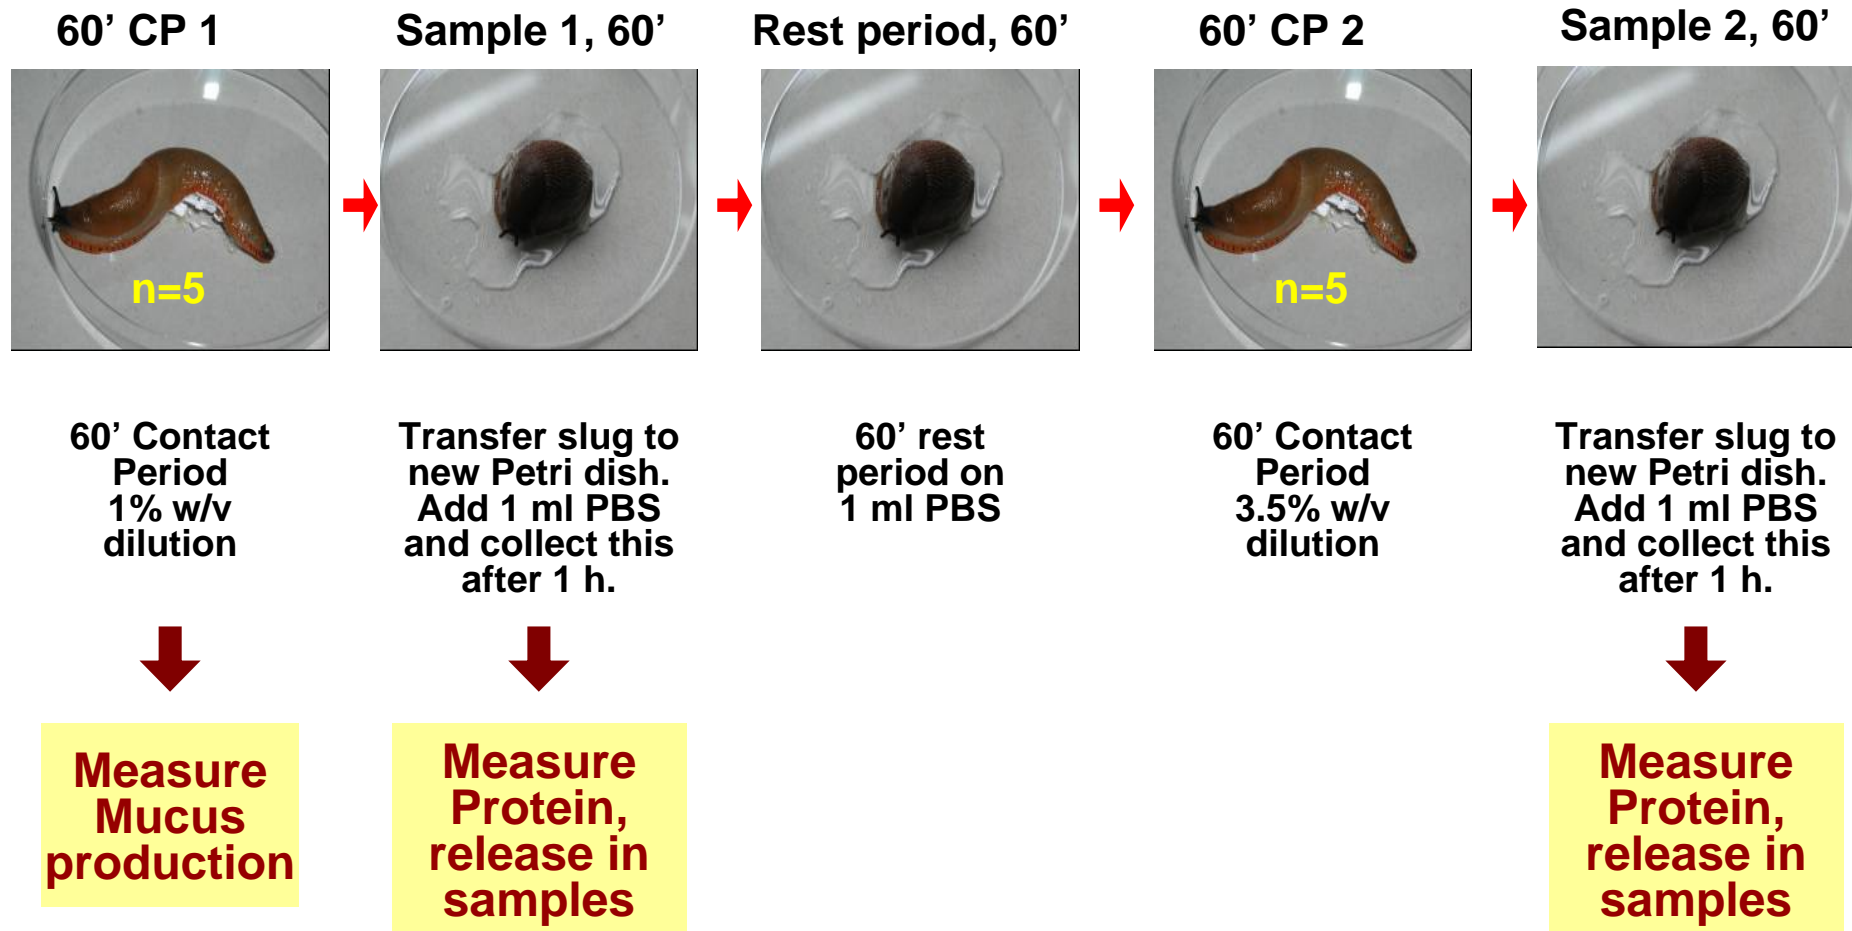 60’ CP 1
Sample 1, 60’
Rest period, 60’
60’ CP 2
Sample 2, 60’
n=5
n=5
60’ Contact
Period
1% w/v
dilution
Transfer slug to
new Petri dish.
Add 1 ml PBS
and collect this
after 1 h.
60’ rest
period on
1 ml PBS
60’ Contact
Period
3.5% w/v
dilution
Transfer slug to
new Petri dish.
Add 1 ml PBS
and collect this
after 1 h.
Measure
Mucus
production
Measure
Protein,
release in
samples
Measure
Protein,
release in
samples